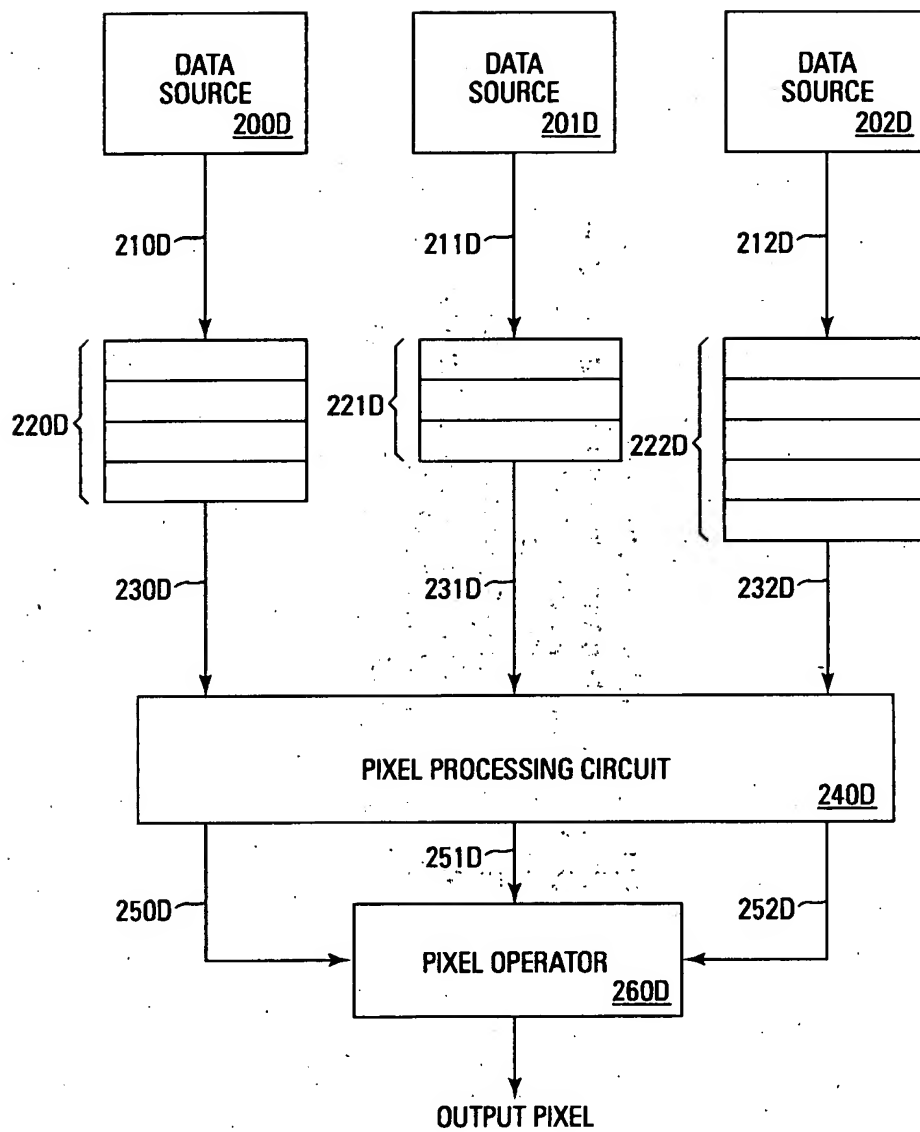 DATA
SOURCE
200D
DATA
SOURCE
201D
DATA
SOURCE
202D
210D
211D
212D
220D
221D
222D
230D
231D
232D
PIXEL PROCESSING CIRCUIT
240D
250D
251D
252D
PIXEL OPERATOR
260D
OUTPUT PIXEL